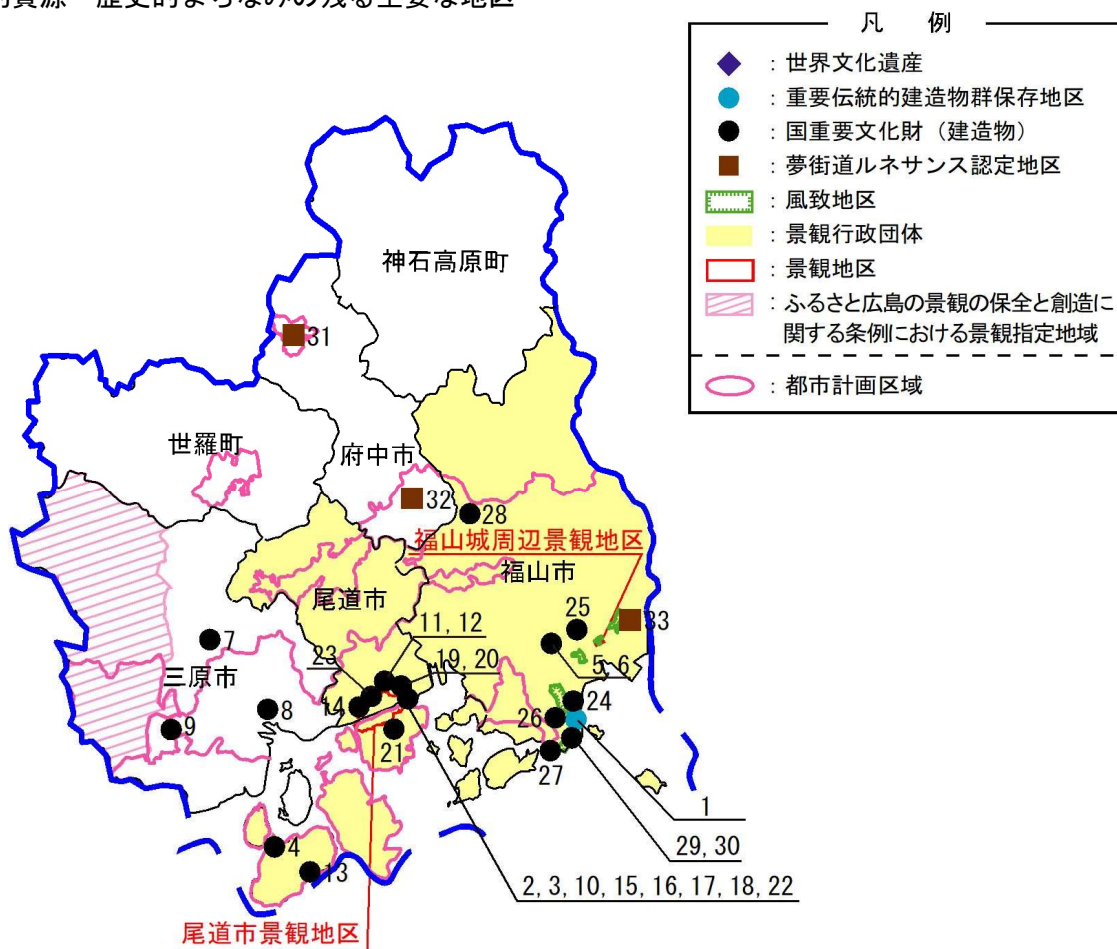 歴史的まちなみの残る主要な地区
凡　例
：世界文化遺産
：重要伝統的建造物群保存地区
：国重要文化財（建造物）
：夢街道ルネサンス認定地区
：風致地区
：景観行政団体
：景観地区
：ふるさと広島の景観の保全と創造に
関する条例における景観指定地域
：都市計画区域
神石高原町
31
世羅町
府中市
32
28
福山城周辺景観地区
福山市
尾道市
11, 12
25
33
7
23
19, 20
5, 6
三原市
14
24
8
26
9
21
27
1
4
29, 30
13
2, 3, 10, 15, 16, 17, 18, 22
尾道市景観地区